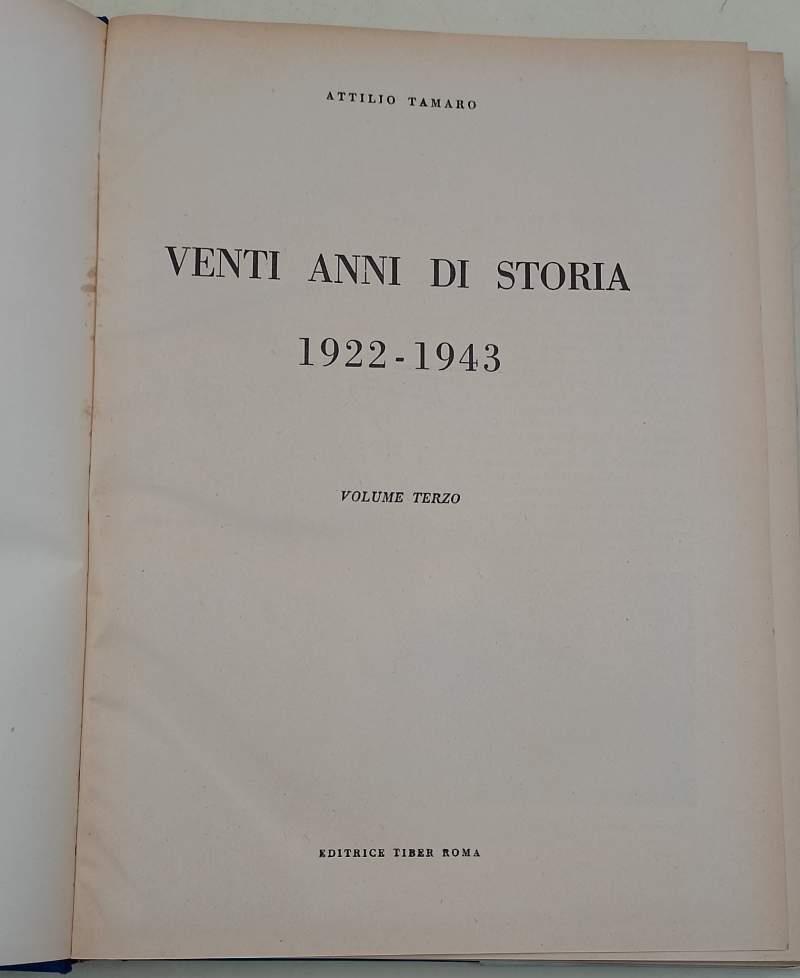 ATTILIO TAMARO
VENTI ANNI DI STORIA
1922-1943
VOLUME TERZO
EDITRICE TIBER ROMA